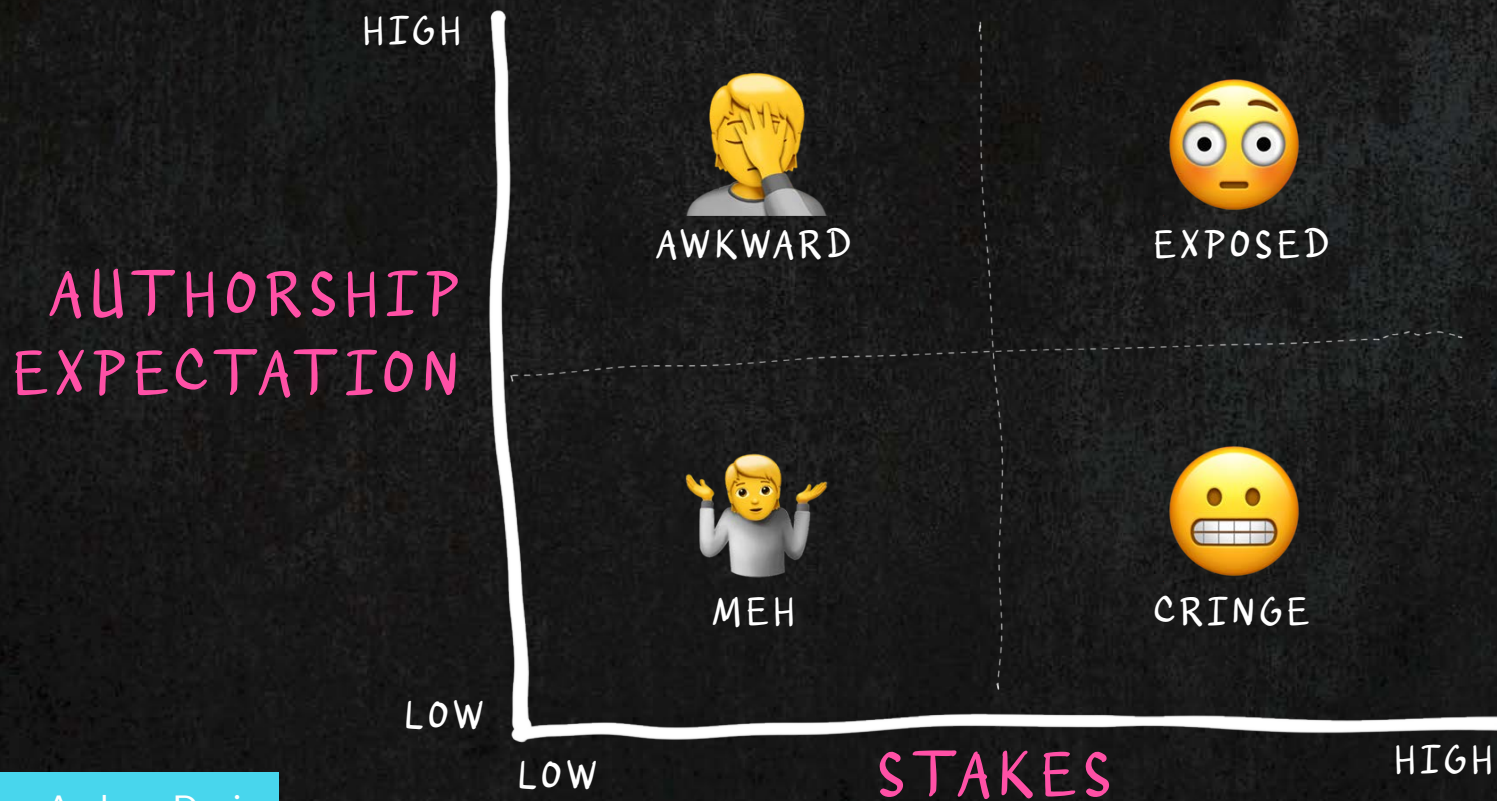 HIGH
AWKWARD
EXPOSED
AUTHORSHIP
EXPECTATION
MEH
CRINGE
LOW
LOW
STAKES
HIGH